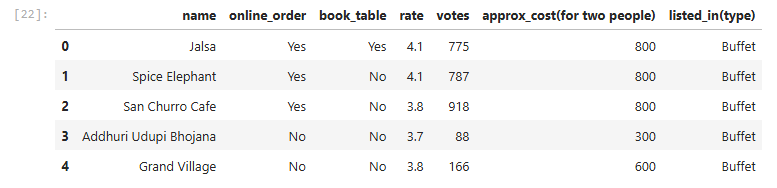 [22]: name online_order book_table rate votes approx_cost(for two people) listed_in(type)
0 Jalsa Yes Yes 4.1 775 800 Buffet
1 Spice Elephant Yes No 4.1 787 800 Buffet
2 San Churro Cafe Yes No 3.8 918 800 Buffet
3 Addhuri Udupi Bhojana No No 3.7 88 300 Buffet
4 Grand Village No No 3.8 166 600 Buffet